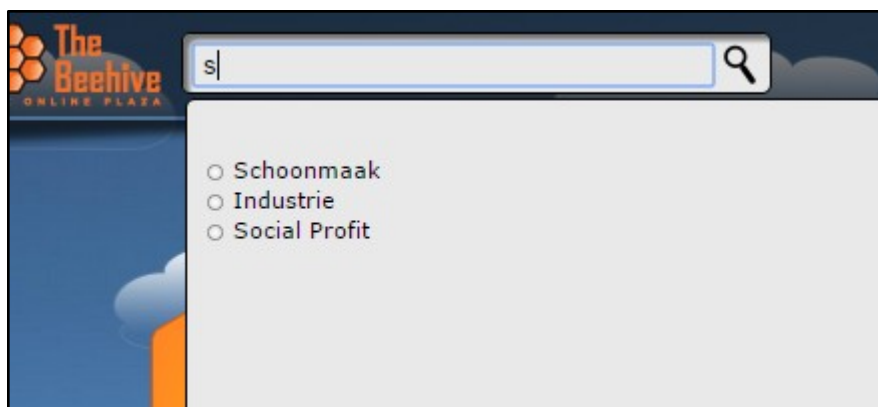 The
Beehive
ONLINE PLAZA
s
Schoonmaak
Industrie
Social Profit